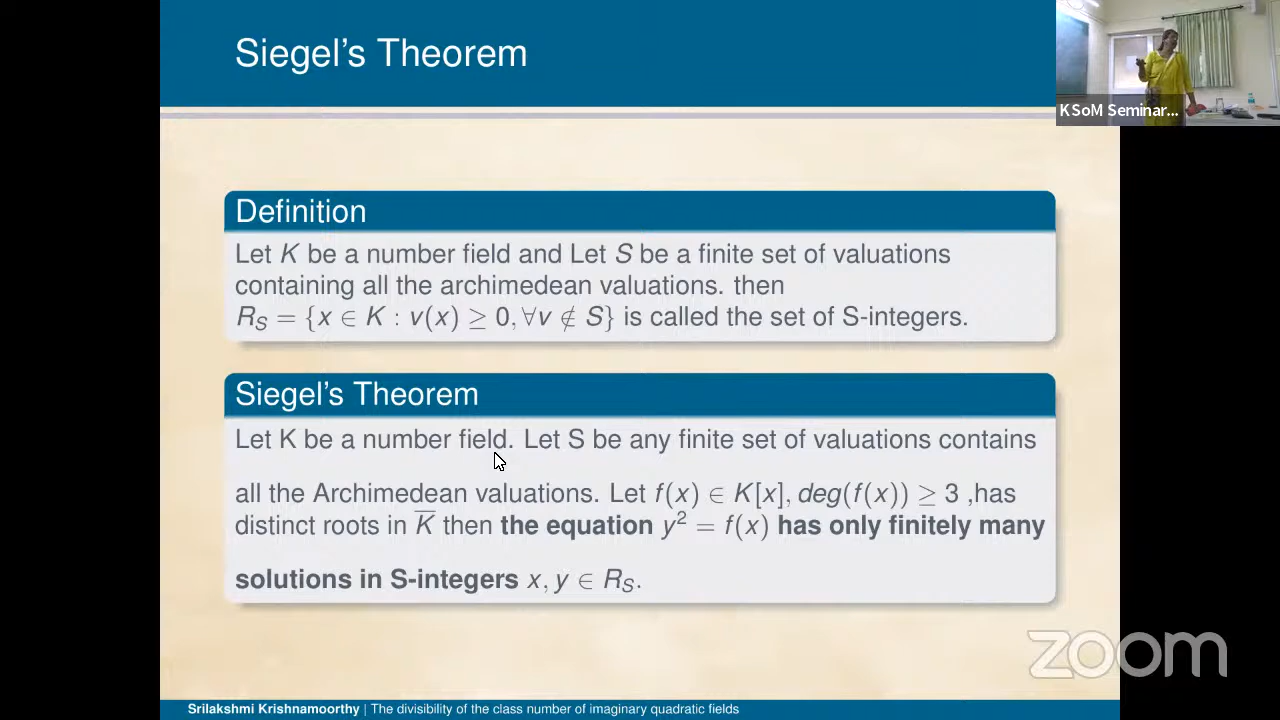 Siegel's Theorem
KSoM Seminar...
Definition
Let K be a number field and Let S be a finite set of valuations
containing all the archimedean valuations. then
R_S = {x ∈ K : v(x) ≥ 0, ∀v ∉ S} is called the set of S-integers.
Siegel's Theorem
Let K be a number field. Let S be any finite set of valuations contains
all the Archimedean valuations. Let f(x) ∈ K[x], deg(f(x)) ≥ 3 ,has
distinct roots in K̅ then the equation y² = f(x) has only finitely many
solutions in S-integers x, y ∈ R_S.
zoom
Srilakshmi Krishnamoorthy | The divisibility of the class number of imaginary quadratic fields